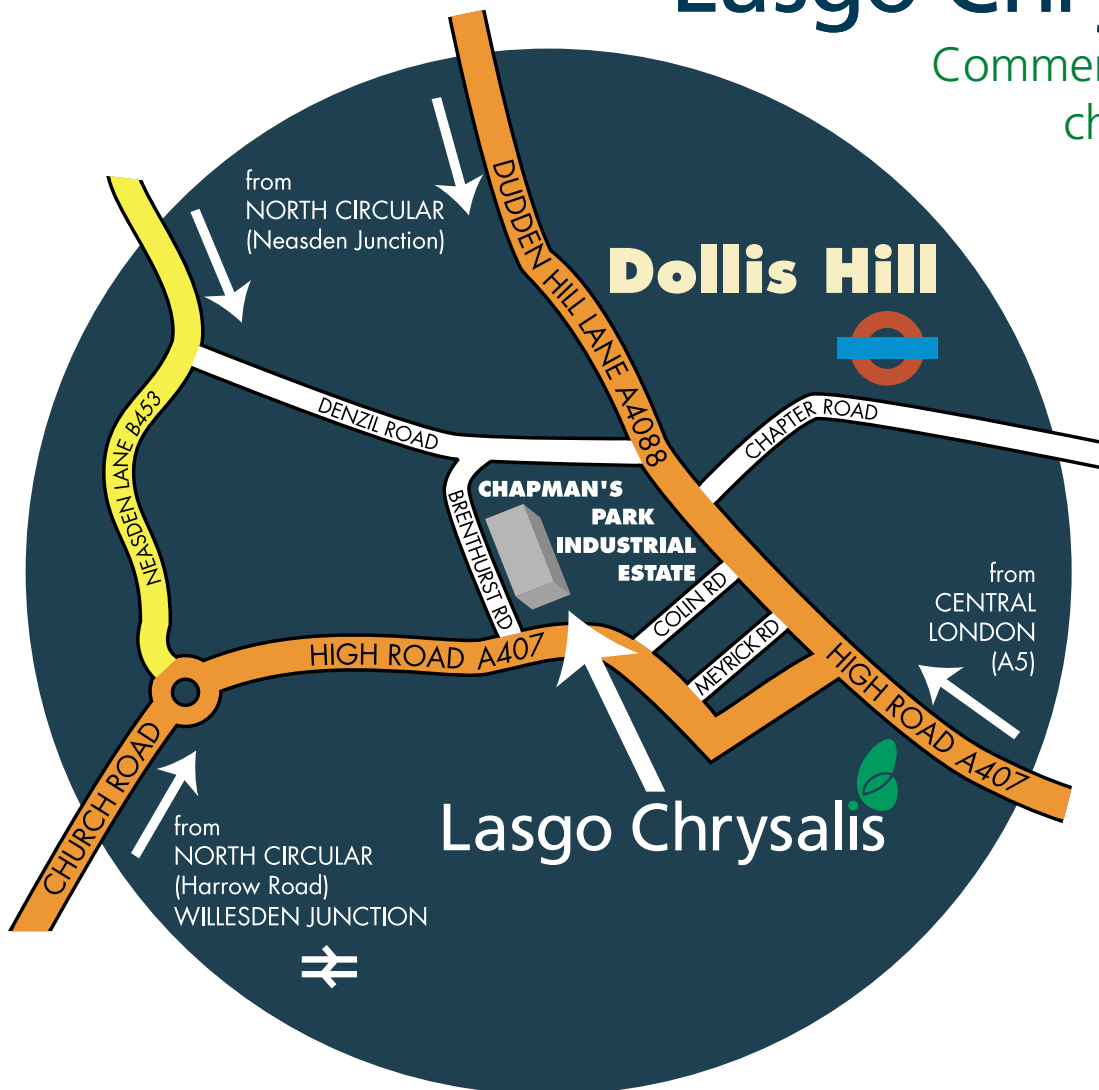 Lasgo Chry
Commer
ch
from
NORTH CIRCULAR
(Neasden Junction)
DUDDEN HILL LANE A4088
Dollis Hill
NEASDEN LANE B453
DENZIL ROAD
CHAPTER ROAD
BRENTHURST RD
CHAPMAN'S
PARK
INDUSTRIAL
ESTATE
COLIN RD
MEYRICK RD
from
CENTRAL
LONDON
(A5)
HIGH ROAD A407
HIGH ROAD A407
CHURCH ROAD
Lasgo Chrysalis
from
NORTH CIRCULAR
(Harrow Road)
WILLESDEN JUNCTION